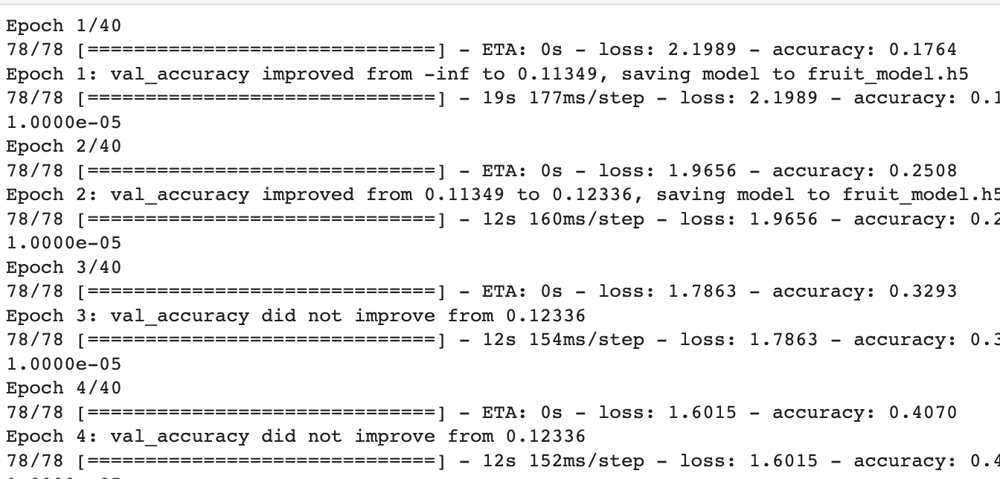 Epoch 1/40
78/78 [==============================] - ETA: 0s - loss: 2.1989 - accuracy: 0.1764
Epoch 1: val_accuracy improved from -inf to 0.11349, saving model to fruit_model.h5
78/78 [==============================] - 19s 177ms/step - loss: 2.1989 - accuracy: 0.1
1.0000e-05
Epoch 2/40
78/78 [==============================] - ETA: 0s - loss: 1.9656 - accuracy: 0.2508
Epoch 2: val_accuracy improved from 0.11349 to 0.12336, saving model to fruit_model.h5
78/78 [==============================] - 12s 160ms/step - loss: 1.9656 - accuracy: 0.2
1.0000e-05
Epoch 3/40
78/78 [==============================] - ETA: 0s - loss: 1.7863 - accuracy: 0.3293
Epoch 3: val_accuracy did not improve from 0.12336
78/78 [==============================] - 12s 154ms/step - loss: 1.7863 - accuracy: 0.3
1.0000e-05
Epoch 4/40
78/78 [==============================] - ETA: 0s - loss: 1.6015 - accuracy: 0.4070
Epoch 4: val_accuracy did not improve from 0.12336
78/78 [==============================] - 12s 152ms/step - loss: 1.6015 - accuracy: 0.4